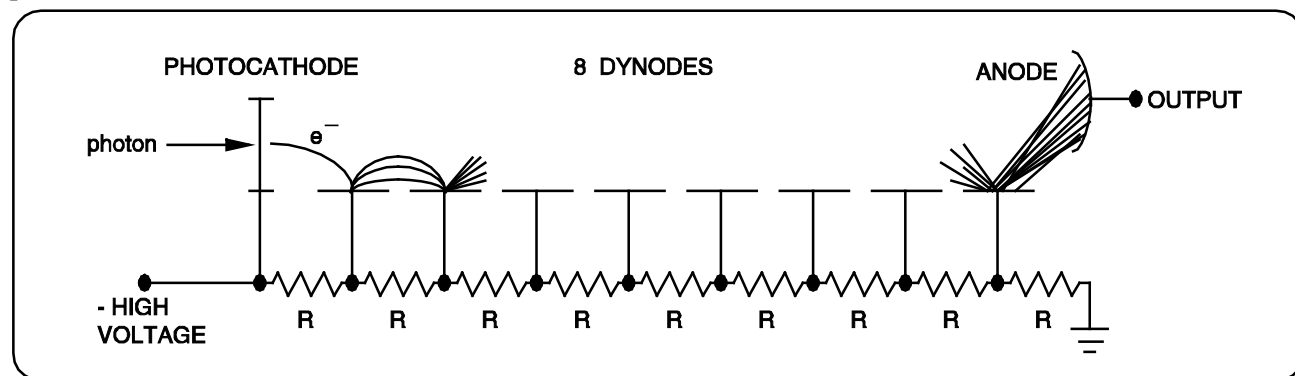 PHOTOCATHODE
8 DYNODES
ANODE
OUTPUT
photon
e⁻
- HIGH
VOLTAGE
R R R R R R R R R